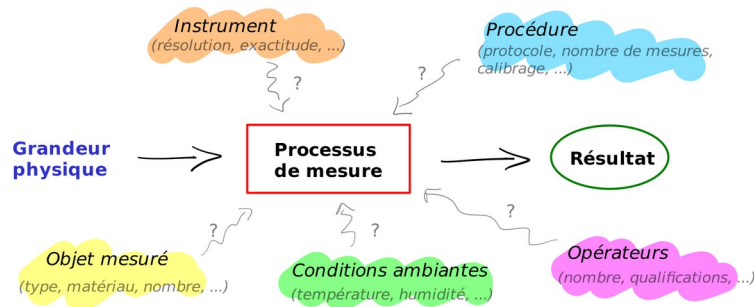 Instrument
(résolution, exactitude, ...)
Procédure
(protocole, nombre de mesures,
calibrage, ...)
?
?
Grandeur
physique
Processus
de mesure
Résultat
?
?
?
Objet mesuré
(type, matériau, nombre, ...)
Conditions ambiantes
(température, humidité, ...)
Opérateurs
(nombre, qualifications, ...)